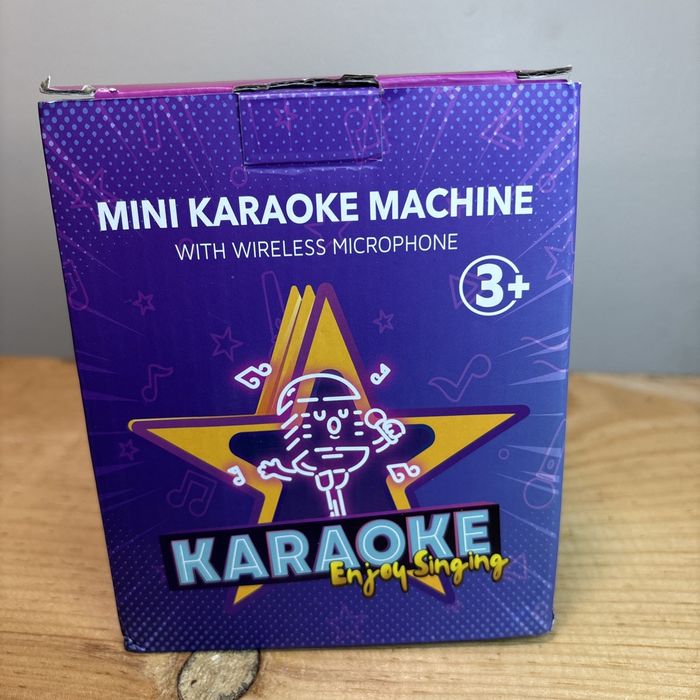 MINI KARAOKE MACHINE
WITH WIRELESS MICROPHONE
3+
KARAOKE
Enjoy Singing